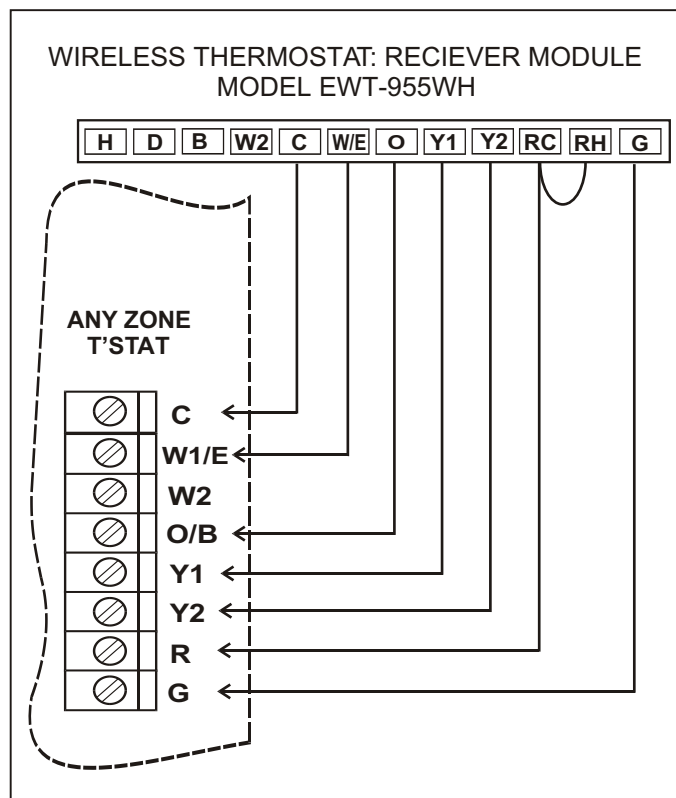 WIRELESS THERMOSTAT: RECIEVER MODULE
MODEL EWT-955WH
H D B W2 C W/E O Y1 Y2 RC RH G
ANY ZONE
T'STAT
C
W1/E
W2
O/B
Y1
Y2
R
G